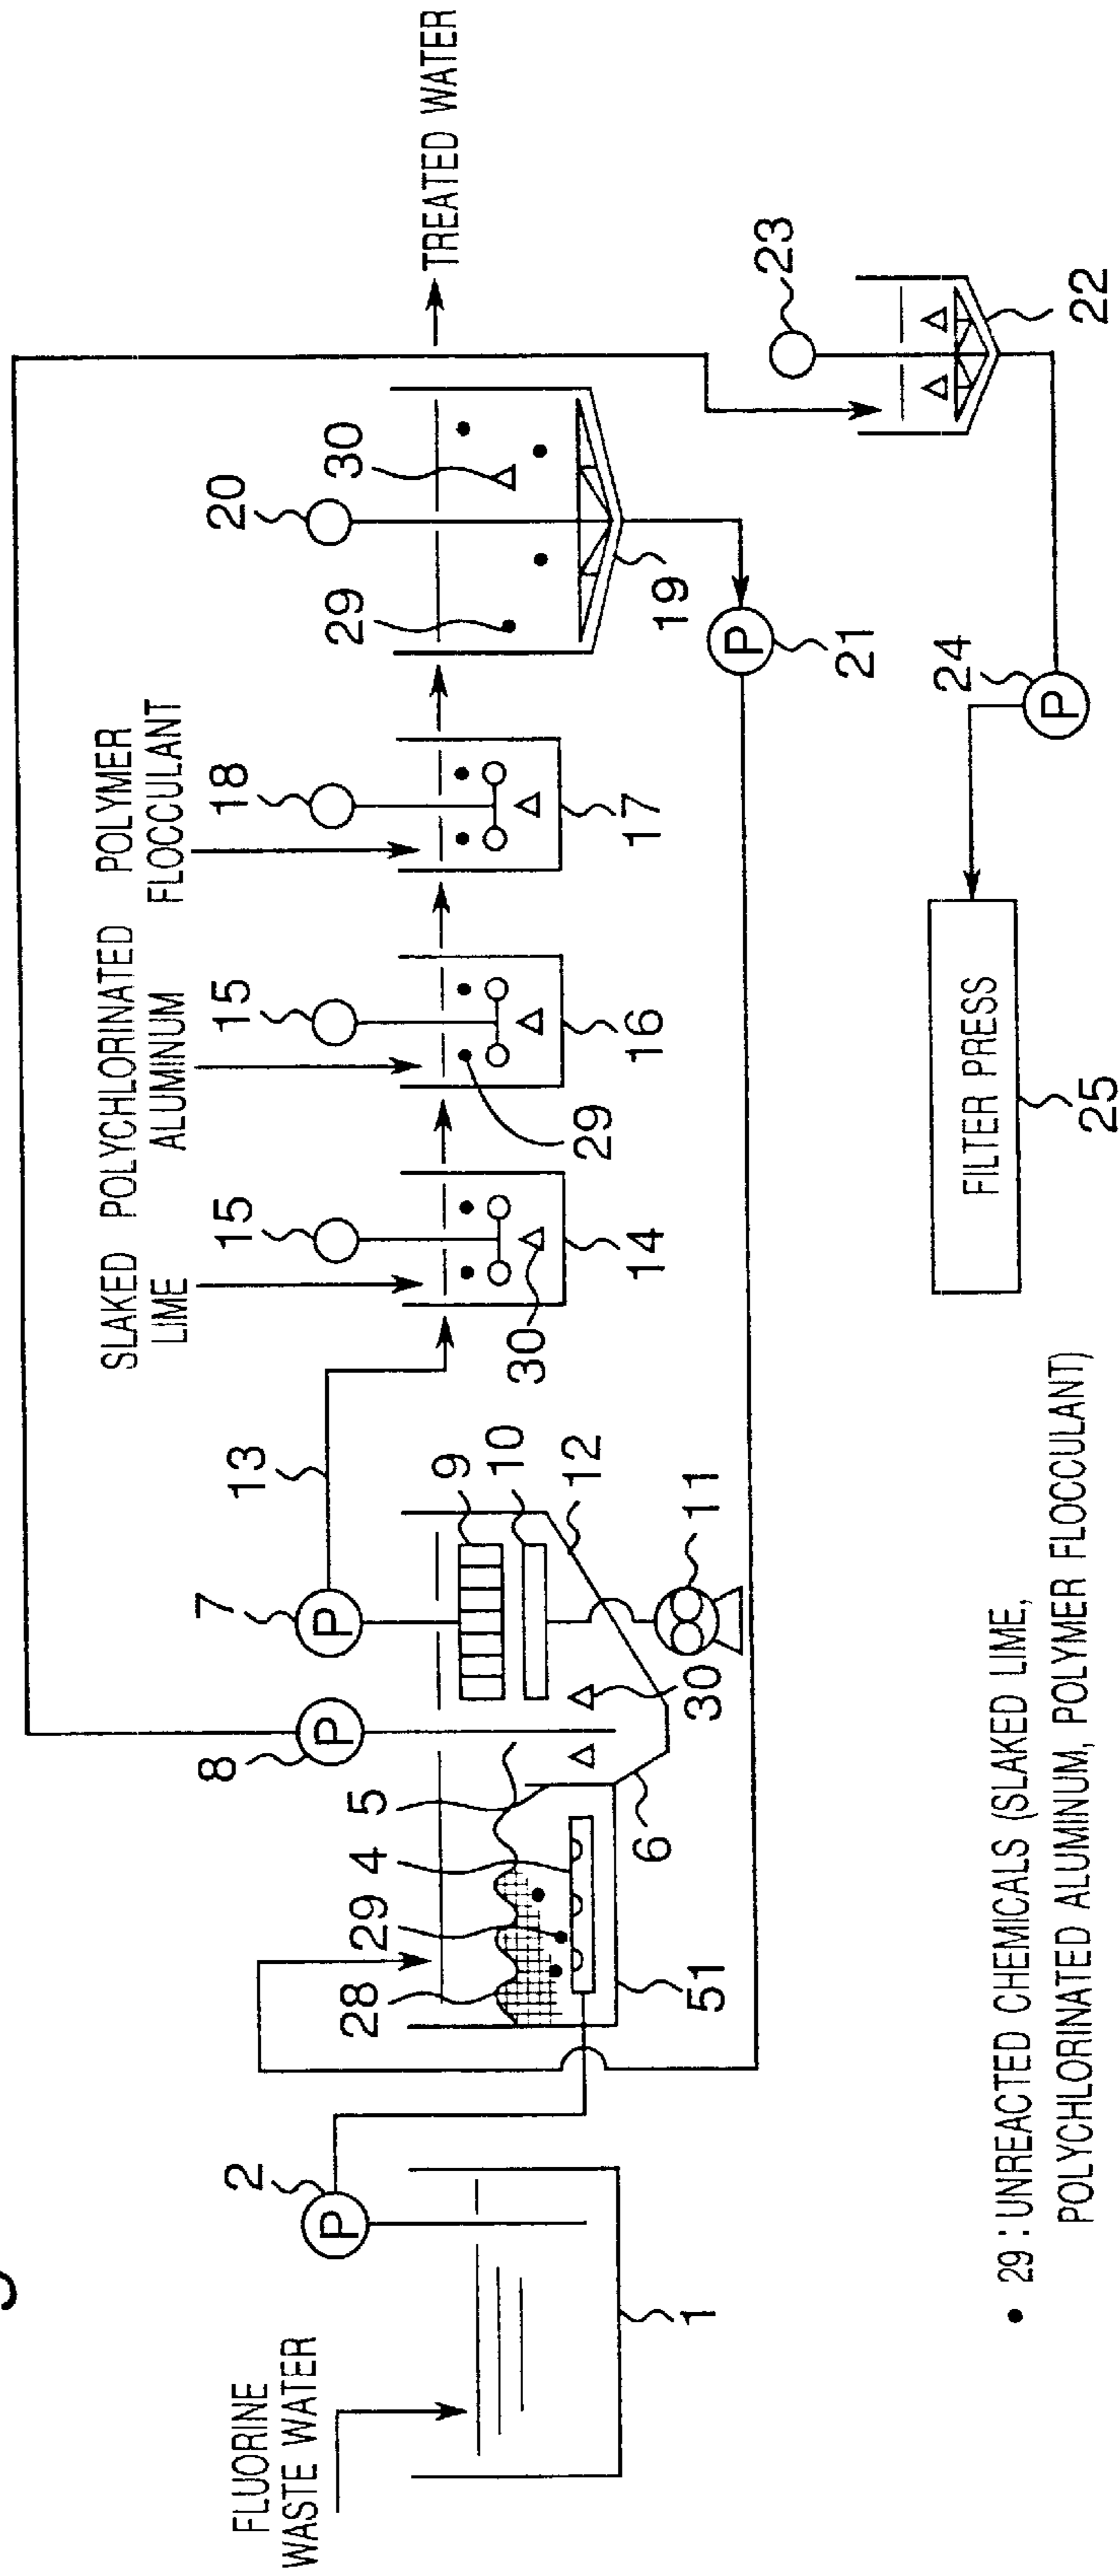 FLUORINE
WASTE WATER
1
2
28
29
4
5
51
6
8
7
13
9
10
12
11
30
SLAKED
LIME
15
30
14
POLYCHLORINATED
ALUMINUM
15
29
16
POLYMER
FLOCCULANT
18
17
20
29
30
19
21
TREATED WATER
23
22
24
FILTER PRESS
25
• 29 : UNREACTED CHEMICALS (SLAKED LIME,
POLYCHLORINATED ALUMINUM, POLYMER FLOCCULANT)